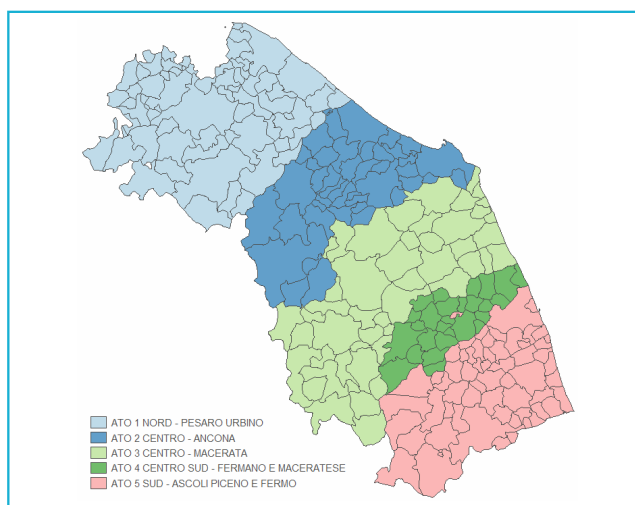 ATO 1 NORD - PESARO URBINO
ATO 2 CENTRO - ANCONA
ATO 3 CENTRO - MACERATA
ATO 4 CENTRO SUD - FERMANO E MACERATESE
ATO 5 SUD - ASCOLI PICENO E FERMO